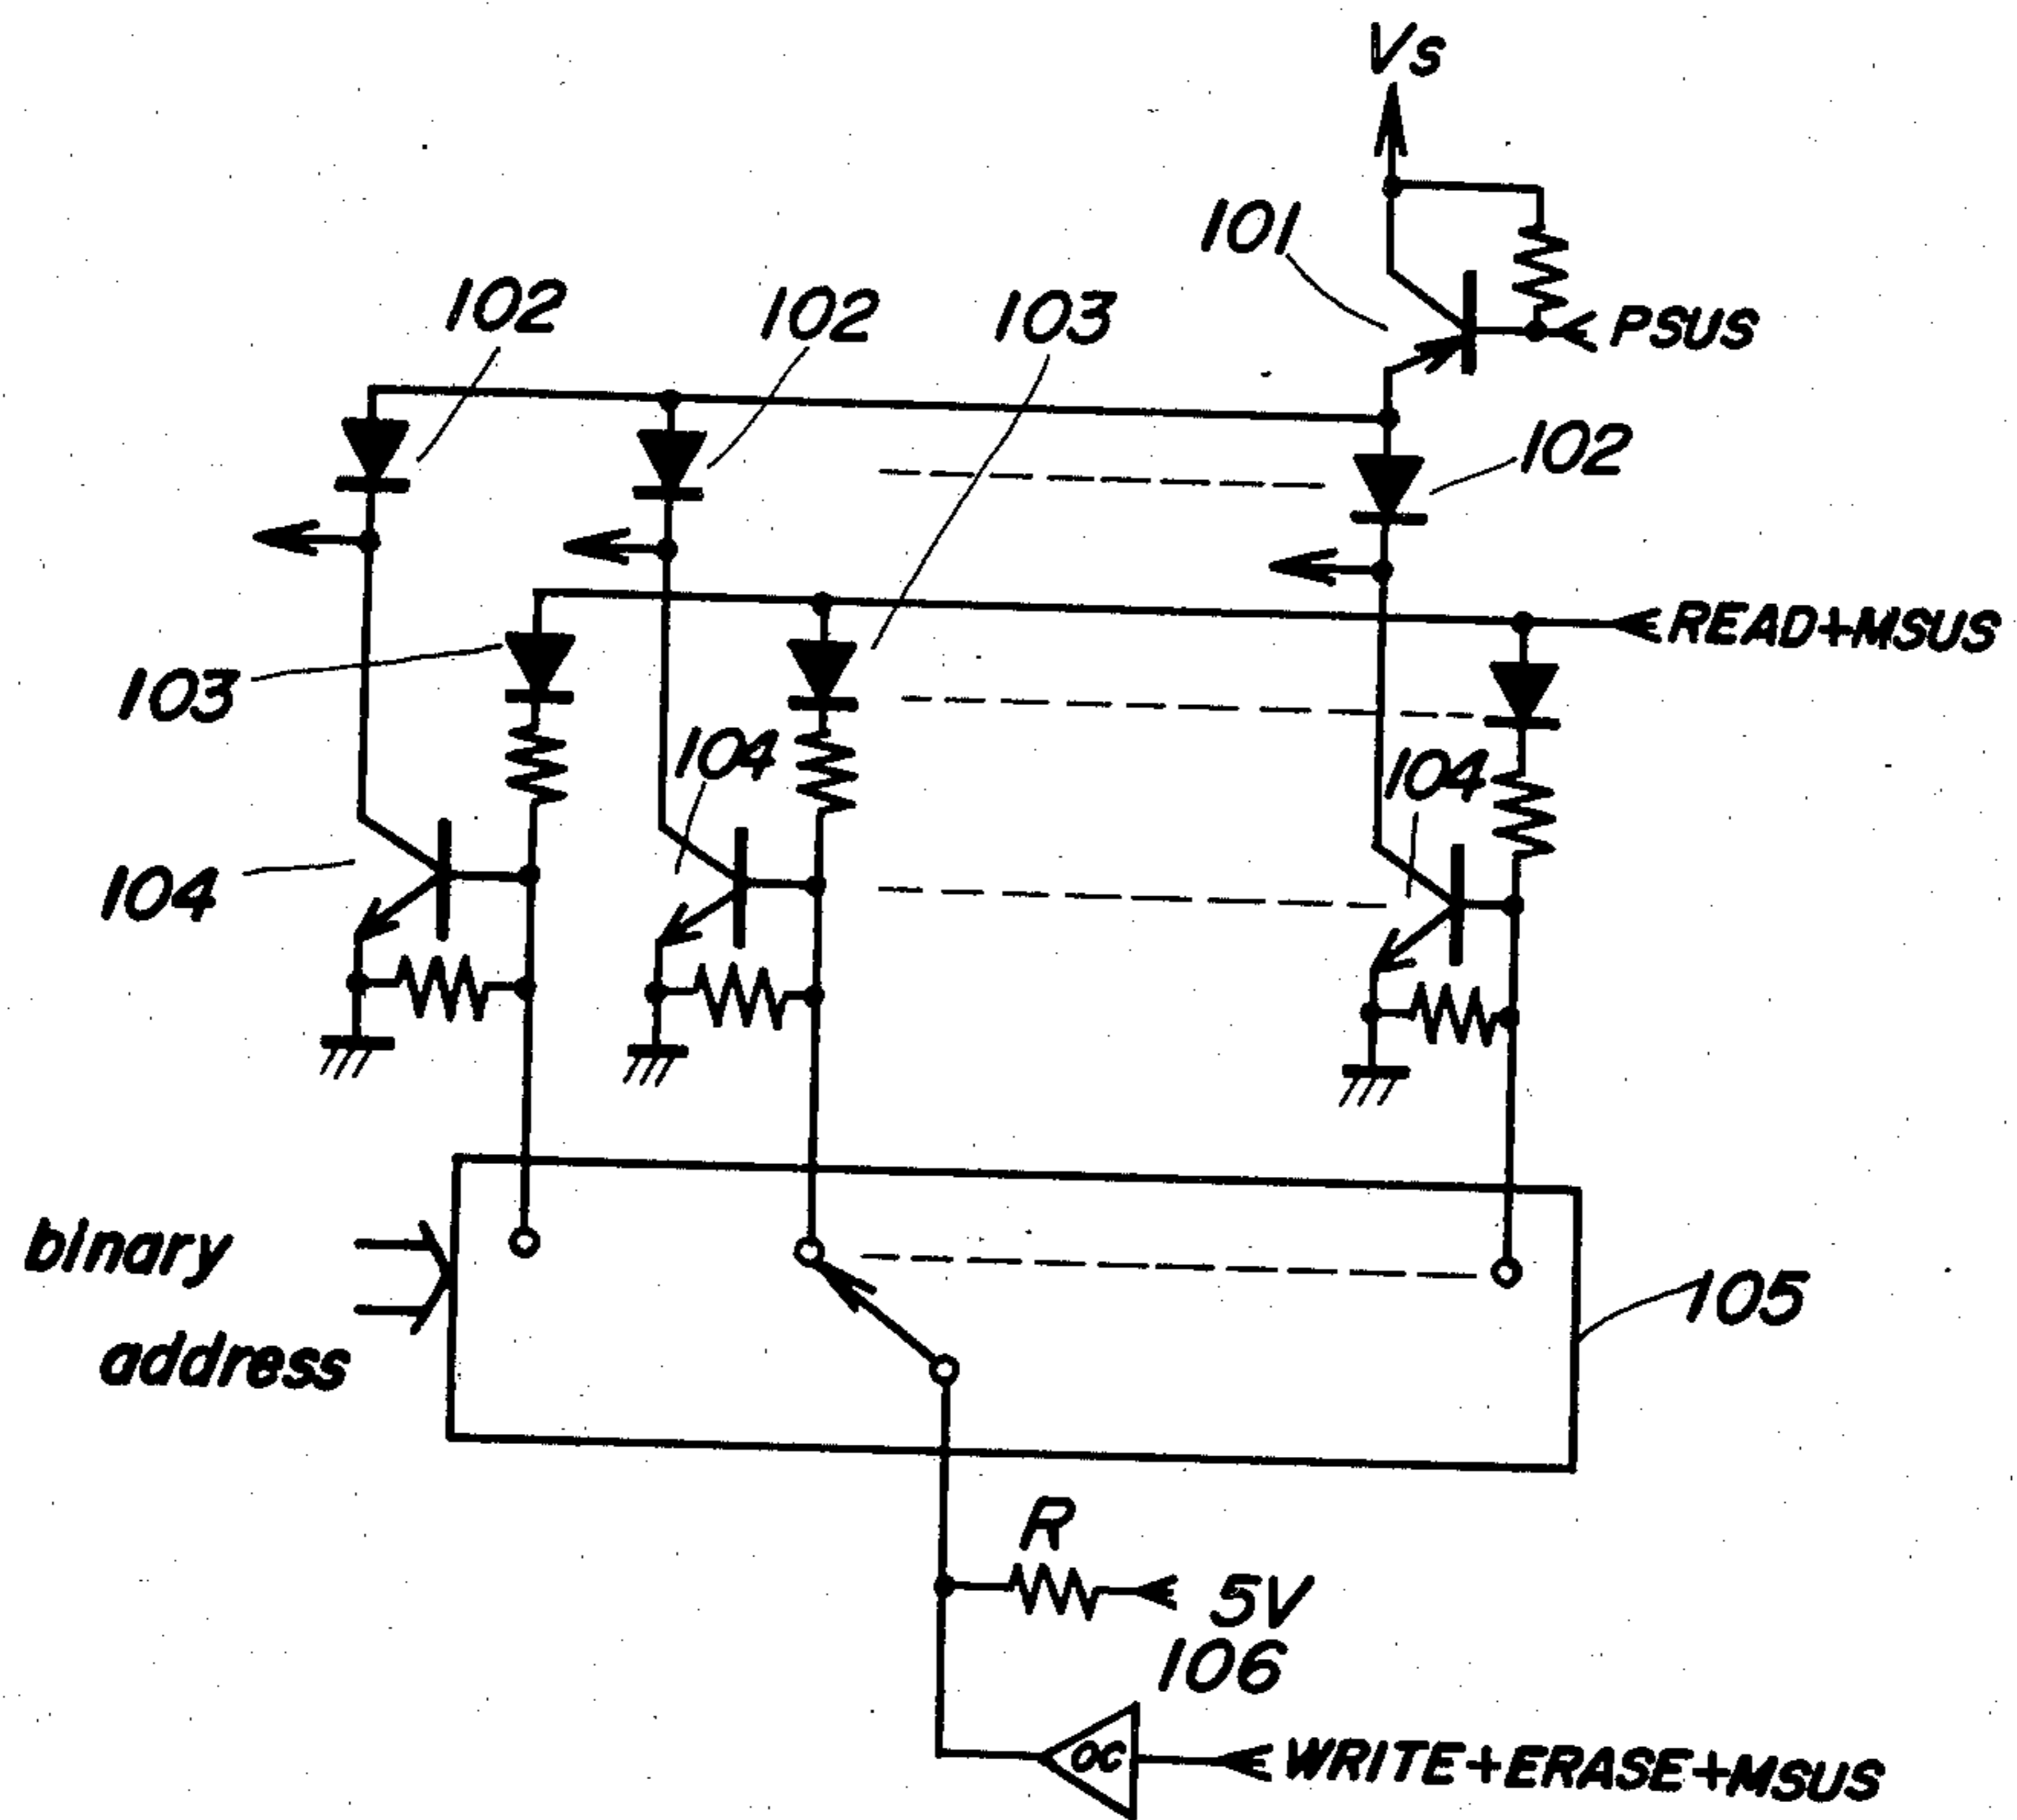 Vs
101
PSUS
102
102
103
102
READ+MSUS
103
104
104
104
binary
address
105
R
5V
106
OC
WRITE+ERASE+MSUS